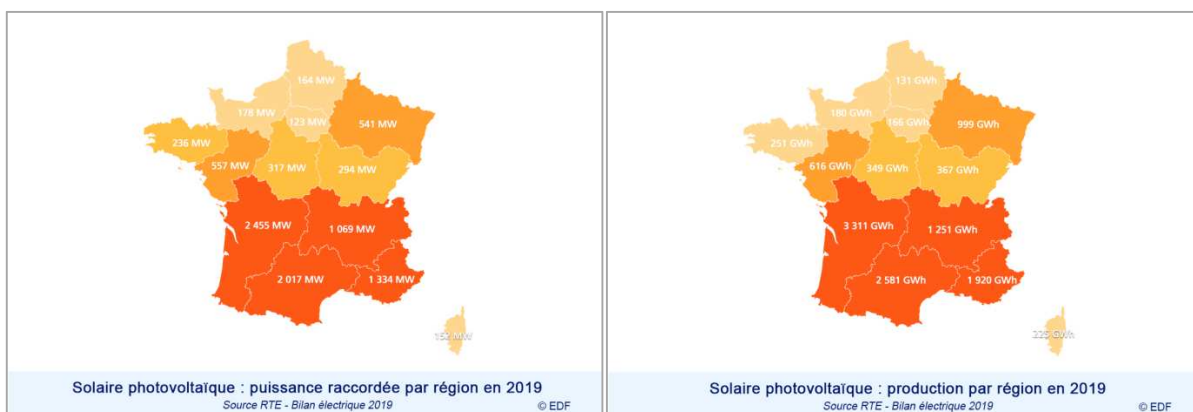 164 MW
178 MW
123 MW
541 MW
236 MW
557 MW
317 MW
294 MW
2 455 MW
1 069 MW
2 017 MW
1 334 MW
152 MW
Solaire photovoltaïque : puissance raccordée par région en 2019
Source RTE - Bilan électrique 2019
© EDF
131 GWh
180 GWh
166 GWh
999 GWh
251 GWh
616 GWh
349 GWh
367 GWh
3 311 GWh
1 251 GWh
2 581 GWh
1 920 GWh
225 GWh
Solaire photovoltaïque : production par région en 2019
Source RTE - Bilan électrique 2019
© EDF